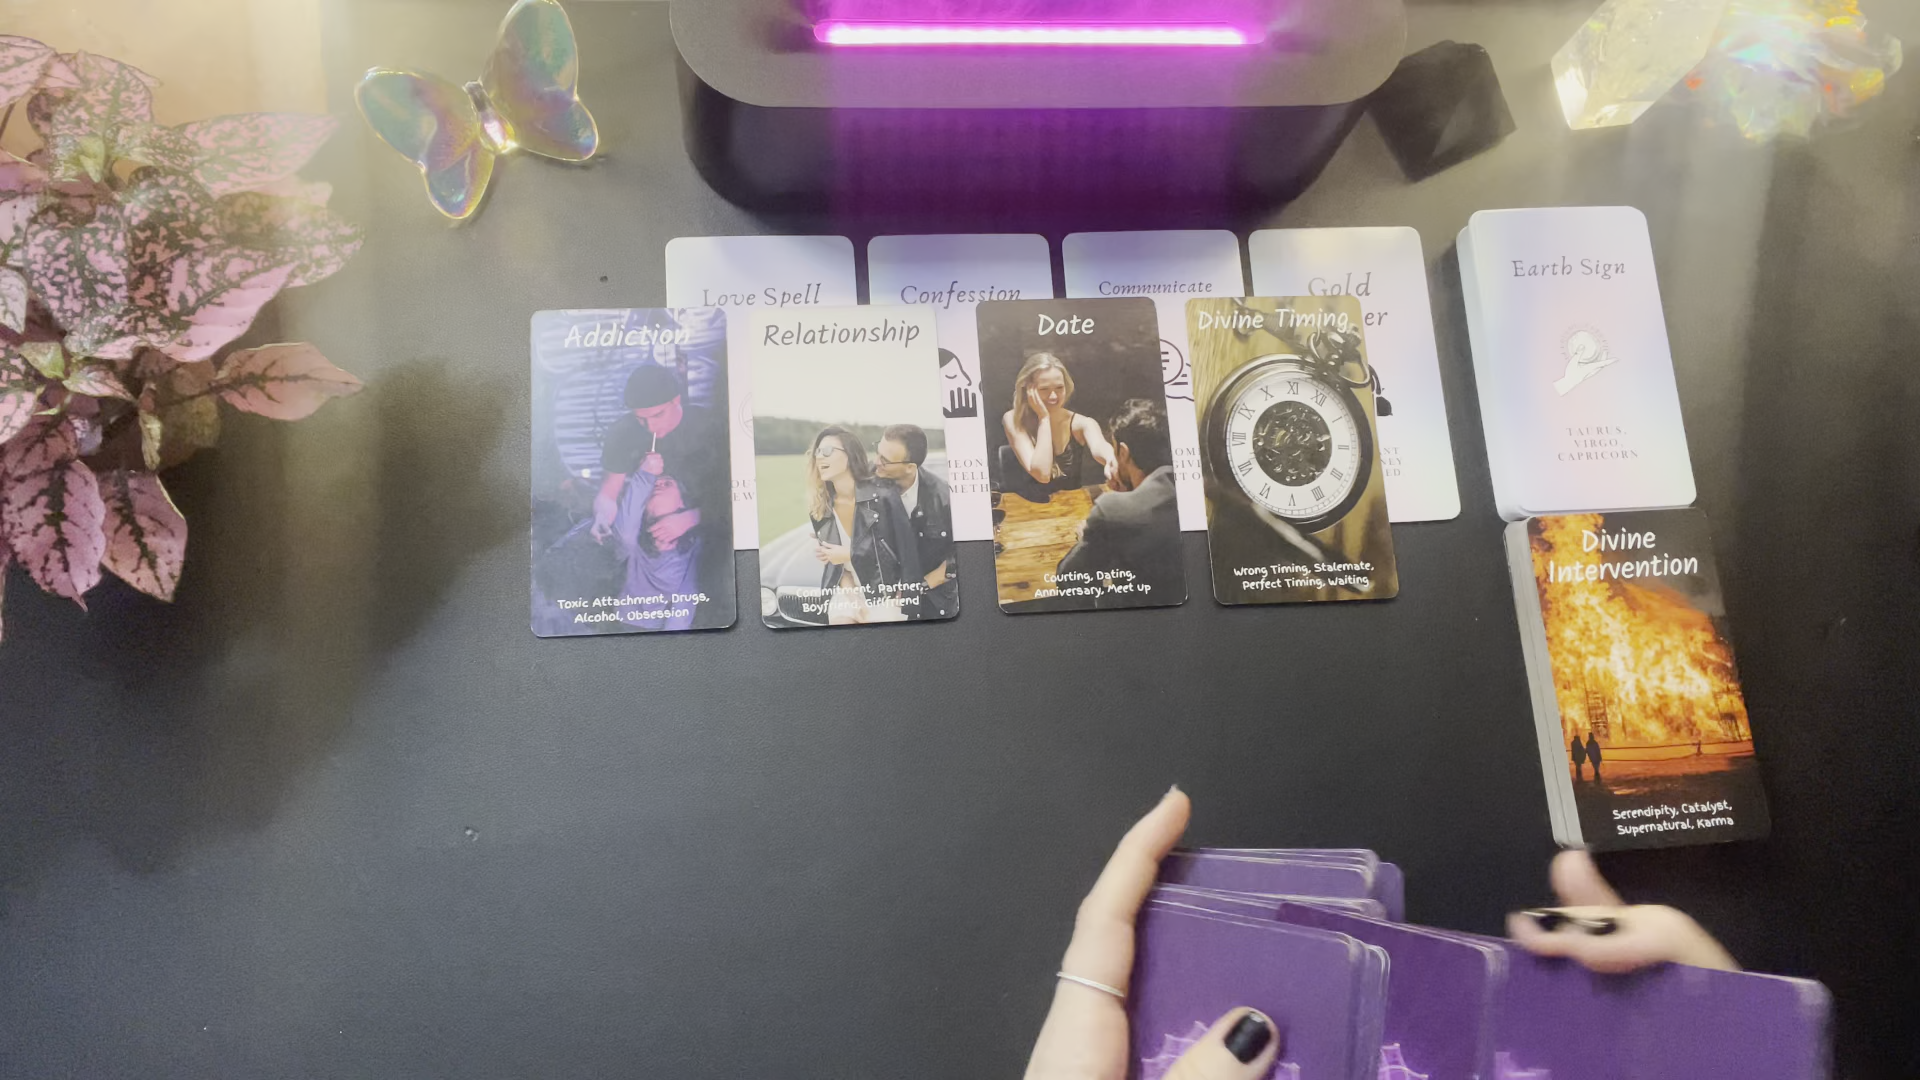 Love Spell
Confession
Communicate
Gold
er
Earth Sign
TAURUS,
VIRGO,
CAPRICORN
Addiction
Toxic Attachment, Drugs,
Alcohol, Obsession
Relationship
Commitment, Partner,
Boyfriend, Girlfriend
Date
Courting, Dating,
Anniversary, Meet Up
Divine Timing
Wrong Timing, Stalemate,
Perfect Timing, Waiting
Divine
Intervention
Serendipity, Catalyst,
Supernatural, Karma